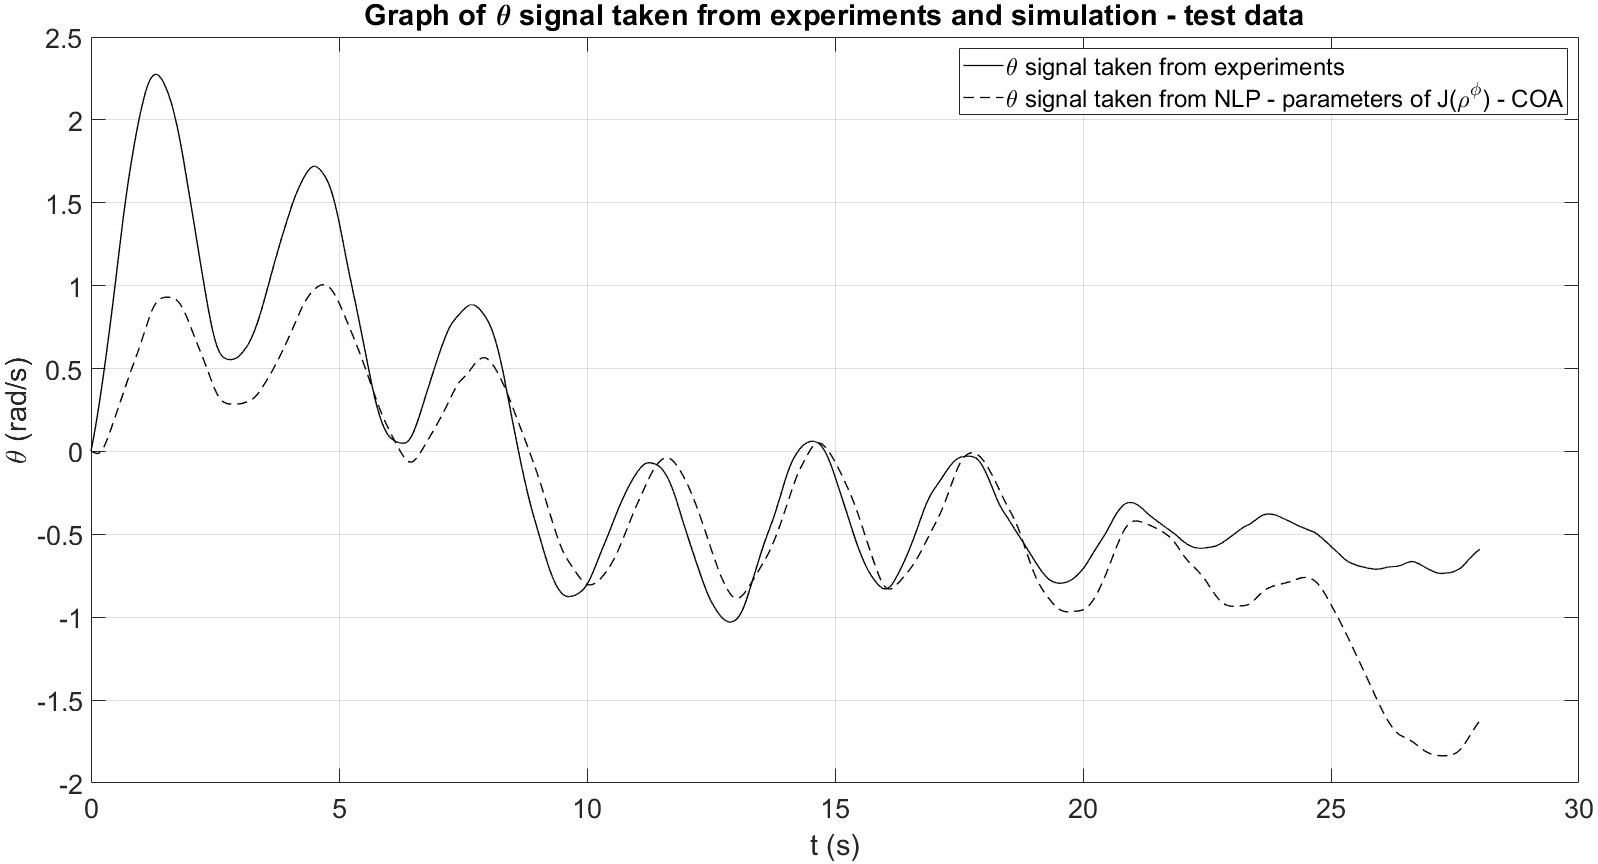 Graph of θ signal taken from experiments and simulation - test data
θ signal taken from experiments
θ signal taken from NLP - parameters of J(ρ^ϕ) - COA
2.5
2
1.5
1
0.5
0
-0.5
-1
-1.5
-2
θ (rad/s)
0 5 10 15 20 25 30
t (s)